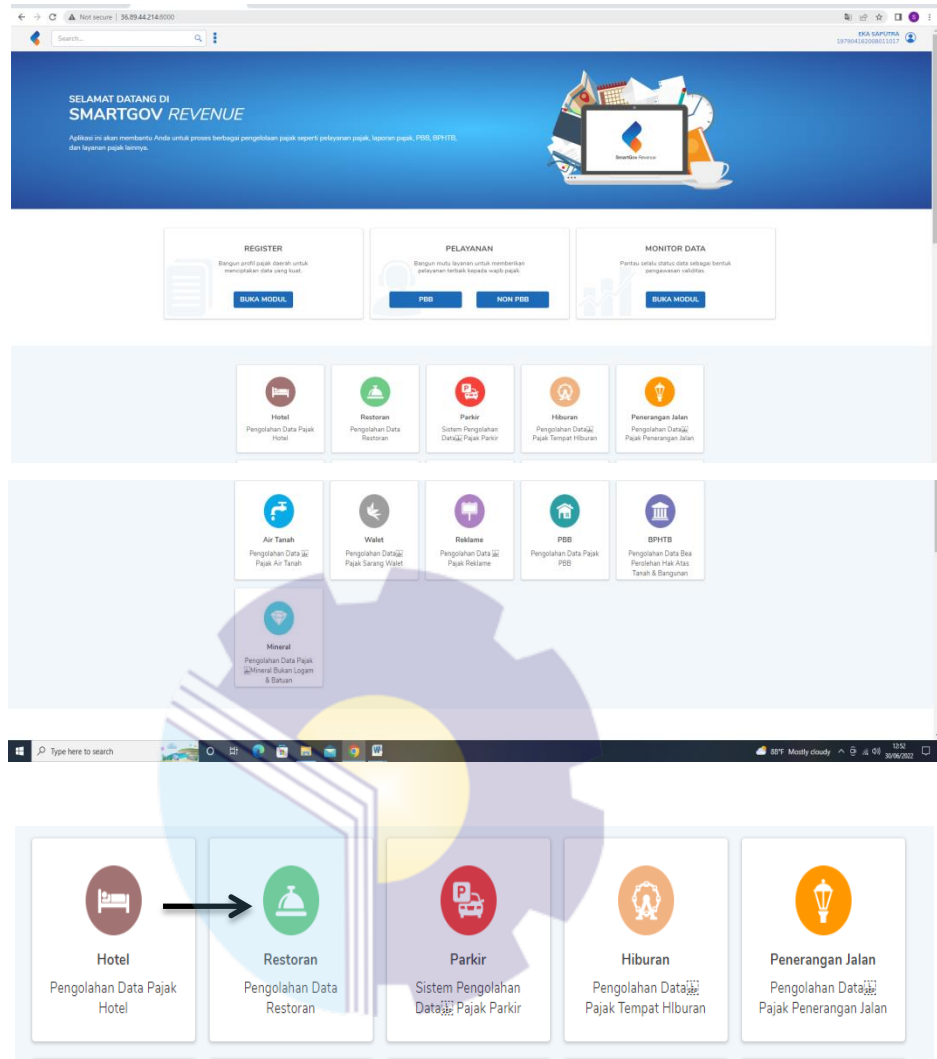 Not secure | 36.89.44.214:8000
S
Search...
EKA SAPUTRA
197904162008011017
SELAMAT DATANG DI
SMARTGOV REVENUE
Aplikasi ini akan membantu Anda untuk proses berbagai pengelolaan pajak seperti pelayanan pajak, laporan pajak, PBB, BPHTB,
dan layanan pajak lainnya.
SmartGov Revenue
REGISTER
Bangun profil pajak daerah untuk
menciptakan data yang kuat.
BUKA MODUL
PELAYANAN
Bangun mutu layanan untuk memberikan
pelayanan terbaik kepada wajib pajak.
PBB NON PBB
MONITOR DATA
Pantau selalu status data sebagai bentuk
pengawasan validitas
BUKA MODUL
Hotel
Pengolahan Data Pajak
Hotel
Restoran
Pengolahan Data
Restoran
P
Parkir
Sistem Pengolahan
Data Pajak Parkir
Hiburan
Pengolahan Data
Pajak Tempat HIburan
Penerangan Jalan
Pengolahan Data
Pajak Penerangan Jalan
Air Tanah
Pengolahan Data
Pajak Air Tanah
Walet
Pengolahan Data
Pajak Sarang Walet
Reklame
Pengolahan Data
Pajak Reklame
PBB
Pengolahan Data Pajak
PBB
BPHTB
Pengolahan Data Bea
Perolehan Hak Atas
Tanah & Bangunan
Mineral
Pengolahan Data Pajak
Mineral Bukan Logam
& Batuan
Type here to search
88°F Mostly cloudy
12:52
30/06/2022
Hotel
Pengolahan Data Pajak
Hotel
Restoran
Pengolahan Data
Restoran
P
Parkir
Sistem Pengolahan
Data Pajak Parkir
Hiburan
Pengolahan Data
Pajak Tempat HIburan
Penerangan Jalan
Pengolahan Data
Pajak Penerangan Jalan